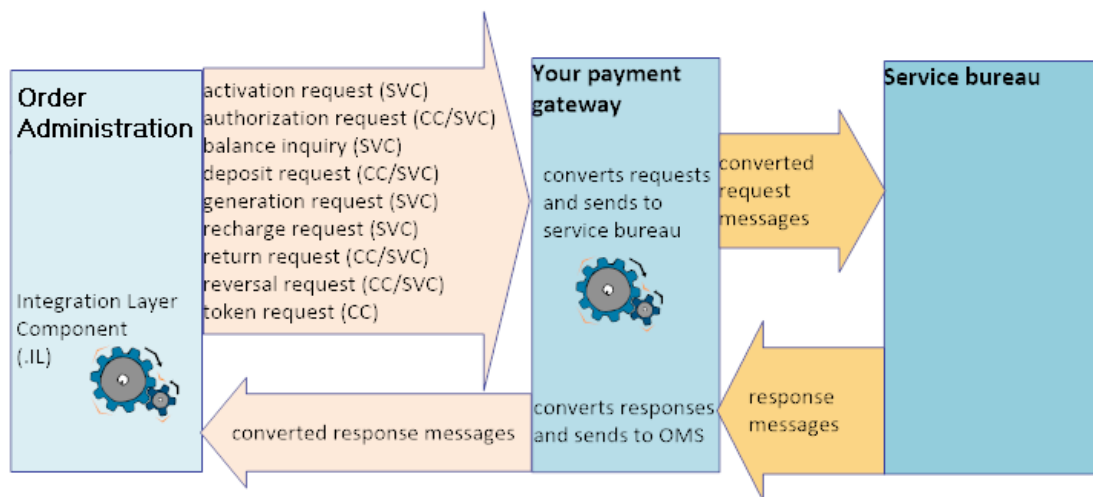 Order
Administration
Integration Layer
Component
(.IL)
activation request (SVC)
authorization request (CC/SVC)
balance inquiry (SVC)
deposit request (CC/SVC)
generation request (SVC)
recharge request (SVC)
return request (CC/SVC)
reversal request (CC/SVC)
token request (CC)
converted response messages
Your payment
gateway
converts requests
and sends to
service bureau
converts responses
and sends to OMS
converted
request
messages
response
messages
Service bureau